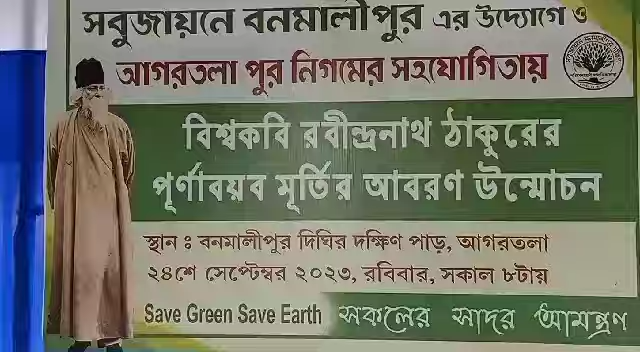 সবুজায়নে বনমালীপুর এর উদ্যোগে ও
আগরতলা পুর নিগমের সহযোগিতায়
বিশ্বকবি রবীন্দ্রনাথ ঠাকুরের
পূর্ণাবয়ব মূর্তির আবরণ উন্মোচন
স্থান ঃ বনমালীপুর দিঘির দক্ষিণ পাড়, আগরতলা
২৪শে সেপ্টেম্বর ২০২৩, রবিবার, সকাল ৮টায়
Save Green Save Earth সকলের সাদর আমন্ত্রণ